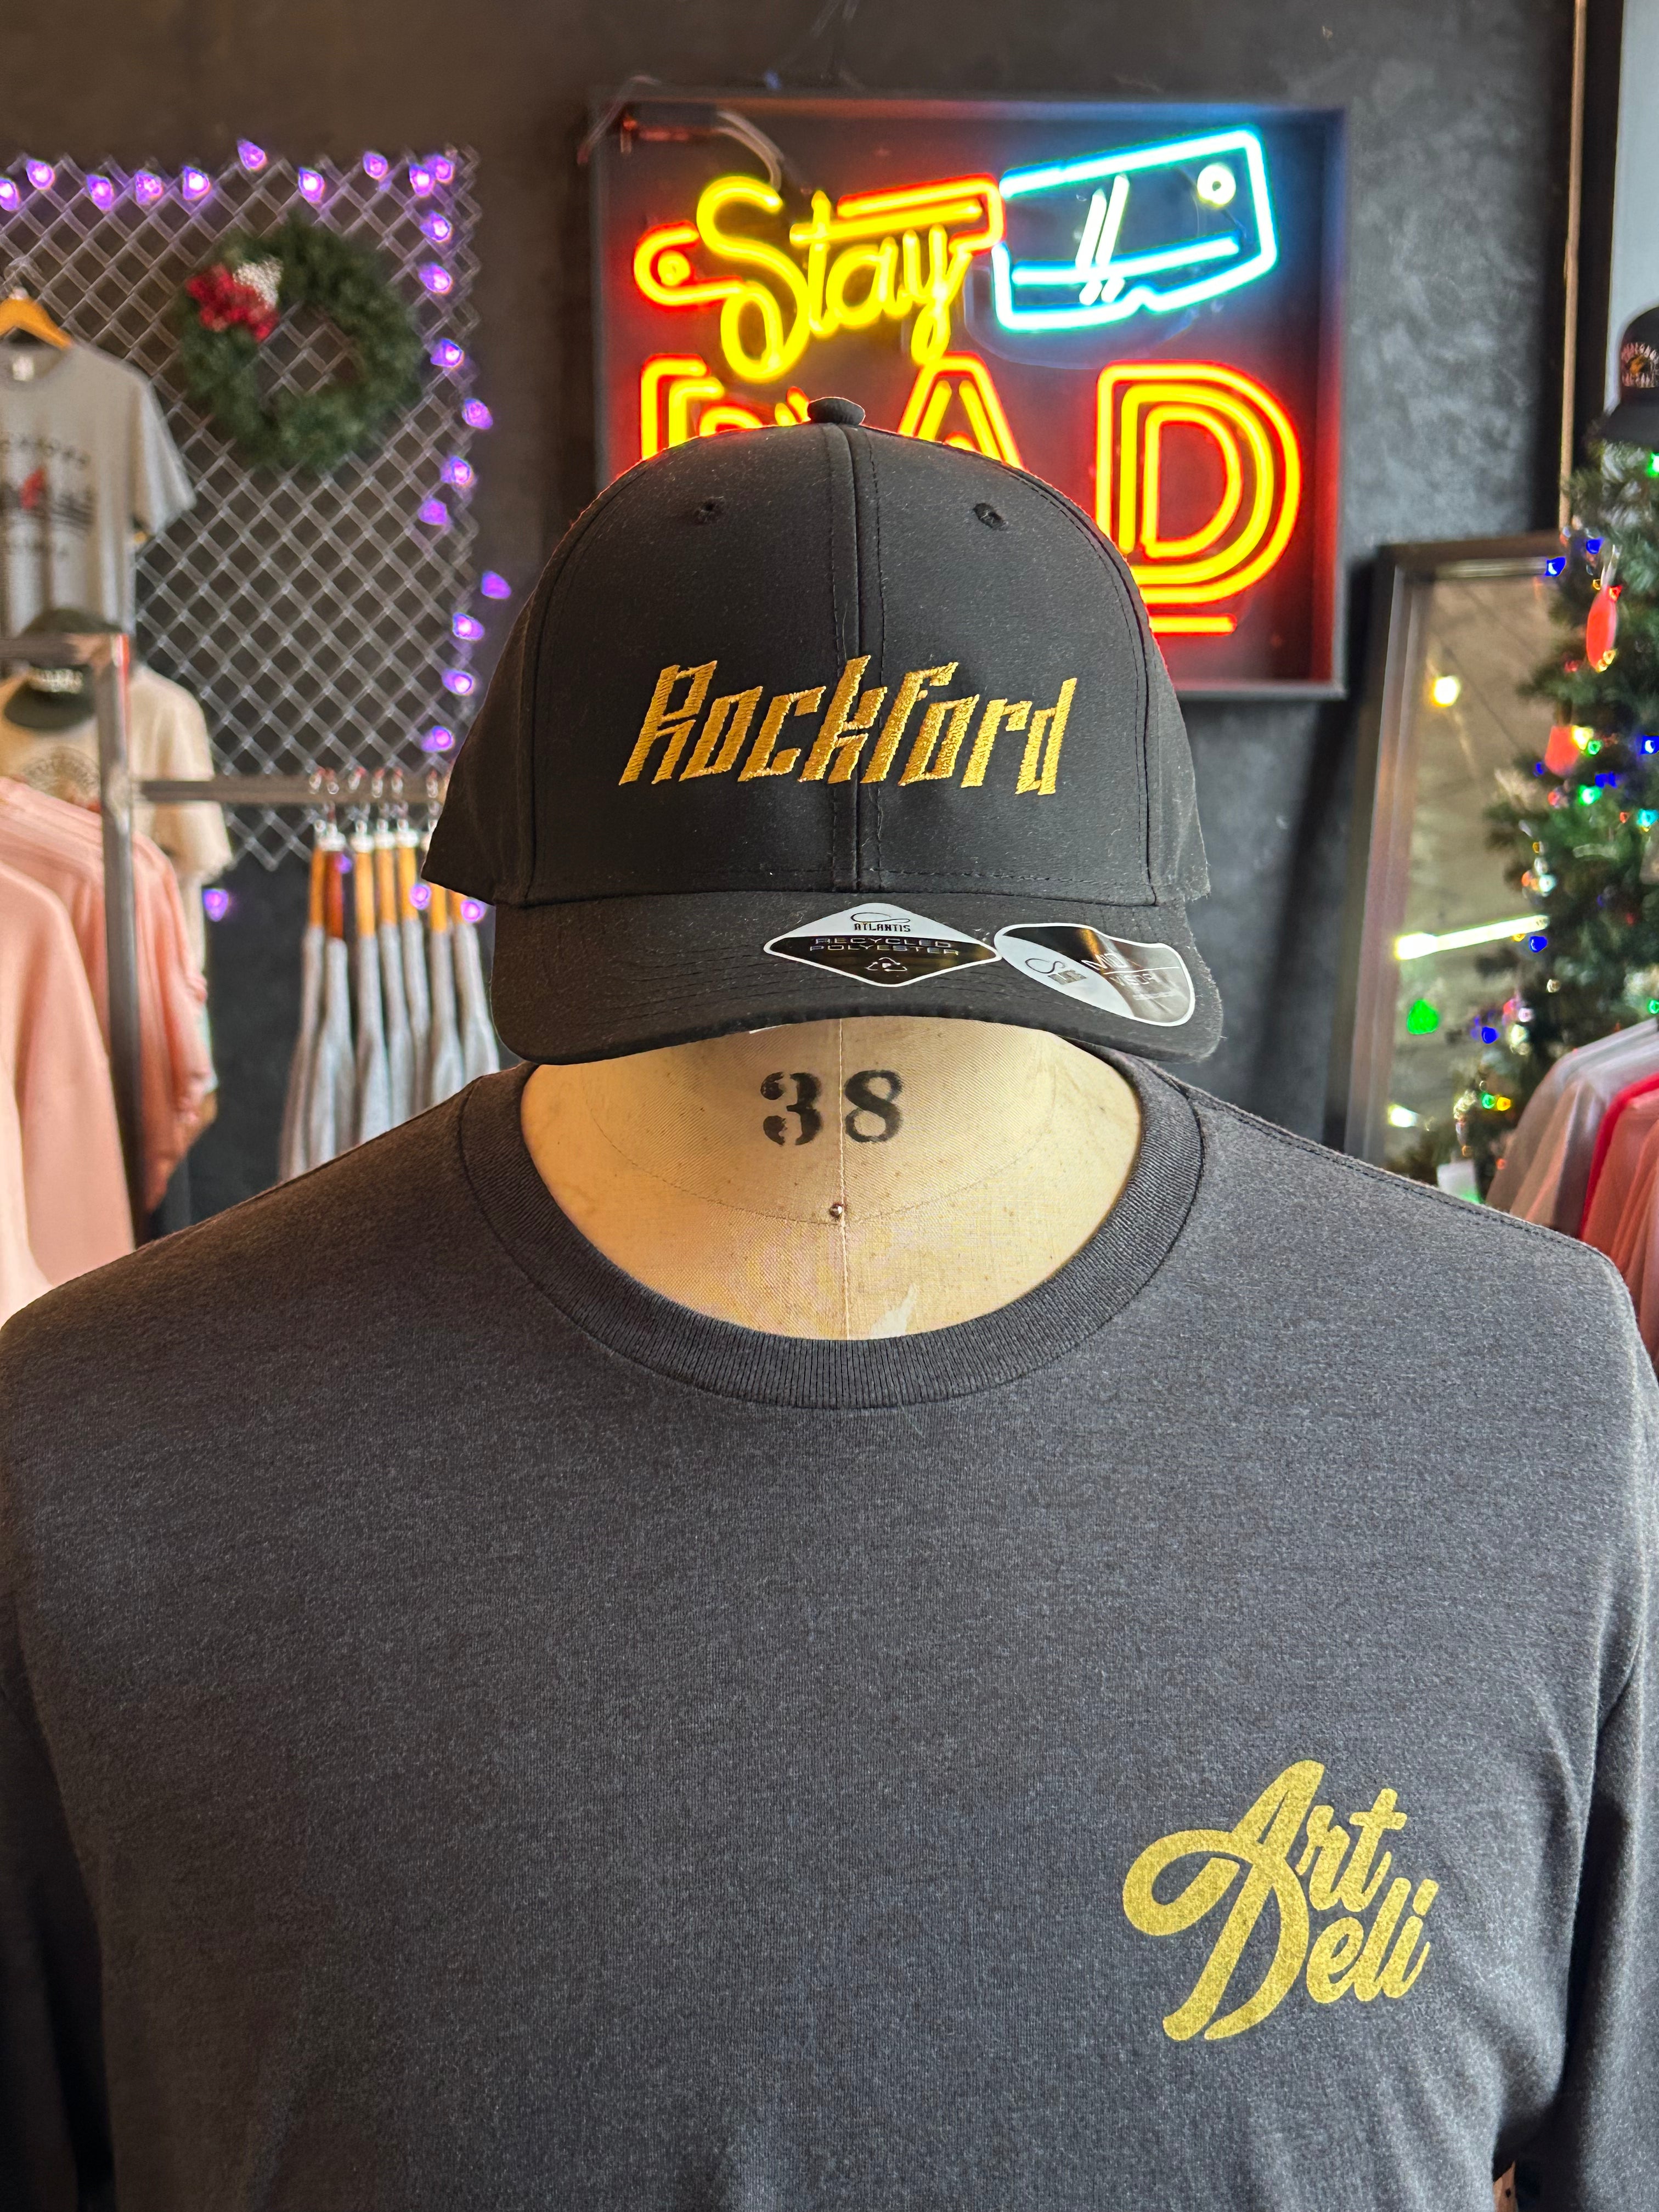 Stay
Rockford
ATLANTIS
RECYCLED
POLYESTER
38
Art
Deli